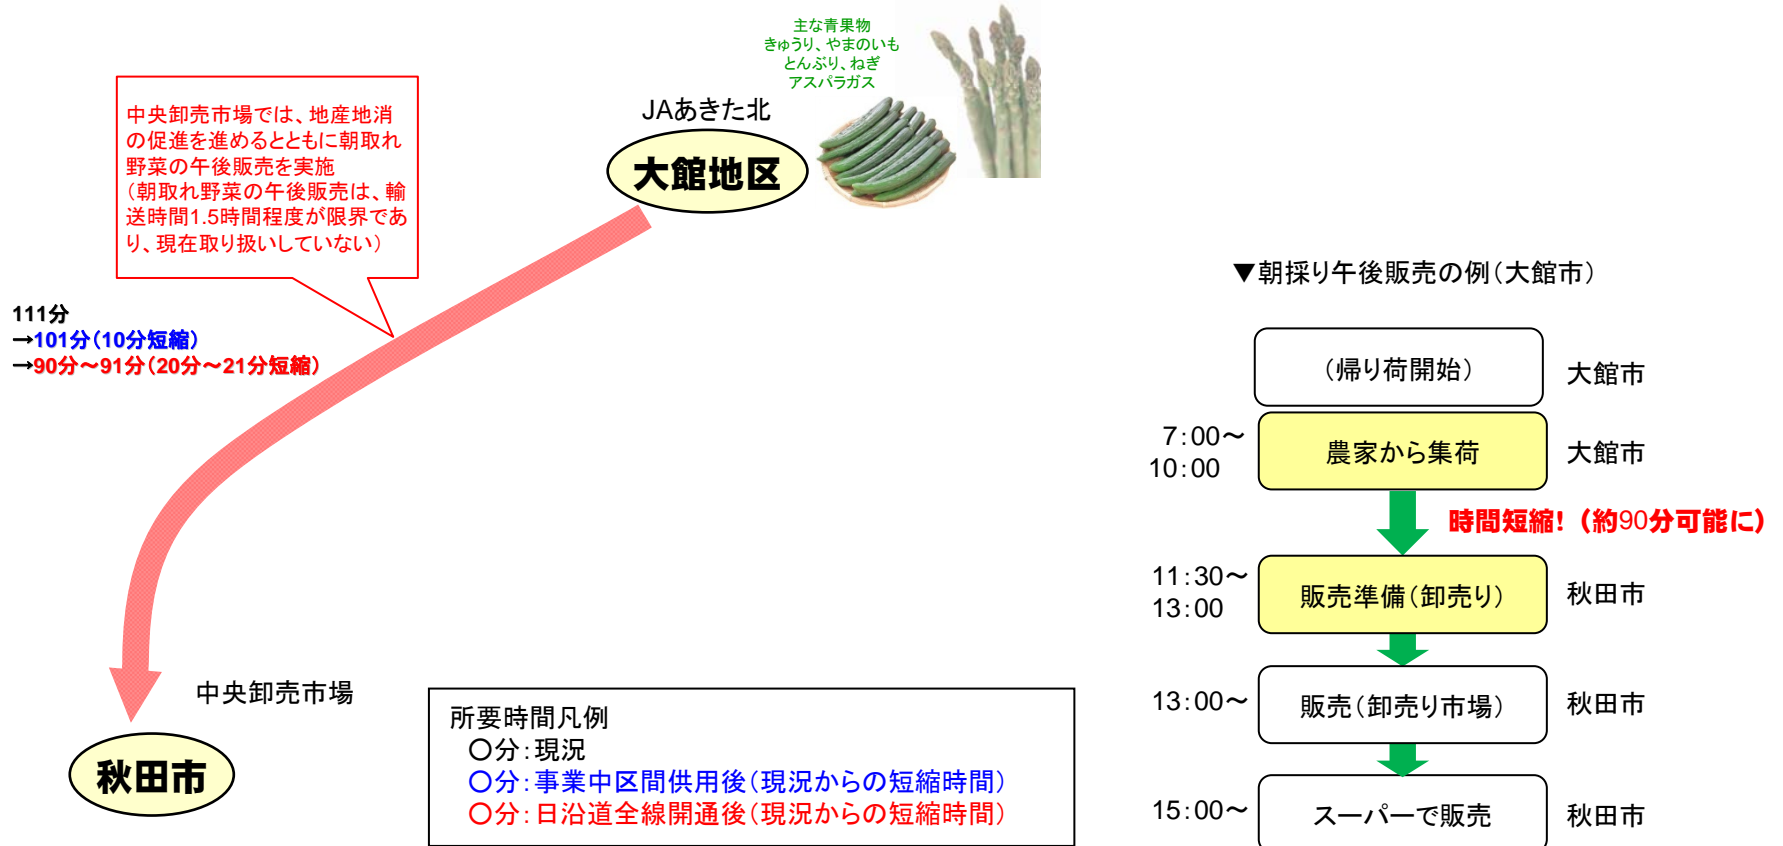 主な青果物
きゅうり、やまのいも
とんぶり、ねぎ
アスパラガス
JAあきた北
大館地区
中央卸売市場では、地産地消
の促進を進めるとともに朝取れ
野菜の午後販売を実施
(朝取れ野菜の午後販売は、輸
送時間1.5時間程度が限界であ
り、現在取り扱いしていない)
111分
→101分(10分短縮)
→90分~91分(20分~21分短縮)
中央卸売市場
秋田市
所要時間凡例
○分:現況
○分:事業中区間供用後(現況からの短縮時間)
○分:日沿道全線開通後(現況からの短縮時間)
▼朝採り午後販売の例(大館市)
(帰り荷開始) 大館市
7:00~
10:00
農家から集荷 大館市
時間短縮!(約90分可能に)
11:30~
13:00
販売準備(卸売り) 秋田市
13:00~ 販売(卸売り市場) 秋田市
15:00~ スーパーで販売 秋田市